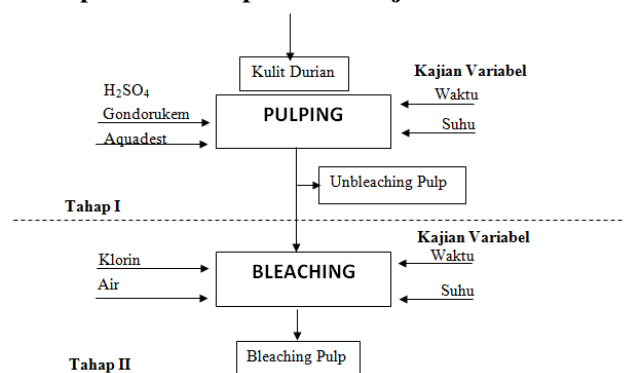 Kulit Durian
Kajian Variabel
H₂SO₄
Gondorukem
Aquadest
PULPING
Waktu
Suhu
Unbleaching Pulp
Tahap I
Kajian Variabel
Klorin
Air
BLEACHING
Waktu
Suhu
Bleaching Pulp
Tahap II